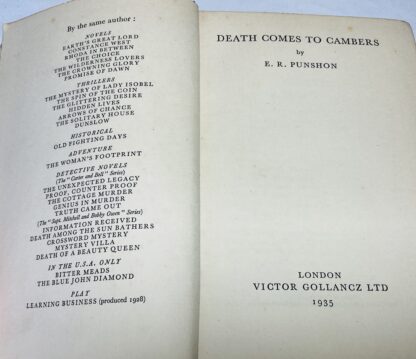 By the same author :
NOVELS
EARTH'S GREAT LORD
CONSTANCE WEST
RHODA IN BETWEEN
THE CHOICE
THE WILDERNESS LOVERS
THE CROWNING GLORY
PROMISE OF DAWN
THRILLERS
THE MYSTERY OF LADY ISOBEL
THE SPIN OF THE COIN
THE GLITTERING DESIRE
HIDDEN LIVES
ARROWS OF CHANCE
THE SOLITARY HOUSE
DUNSLOW
HISTORICAL
OLD FIGHTING DAYS
ADVENTURE
THE WOMAN'S FOOTPRINT
DETECTIVE NOVELS
(The "Carter and Bell" Series)
THE UNEXPECTED LEGACY
PROOF, COUNTER PROOF
THE COTTAGE MURDER
GENIUS IN MURDER
TRUTH CAME OUT
(The "Supt. Mitchell and Bobby Owen" Series)
INFORMATION RECEIVED
DEATH AMONG THE SUN BATHERS
CROSSWORD MYSTERY
MYSTERY VILLA
DEATH OF A BEAUTY QUEEN
IN THE U.S.A. ONLY
BITTER MEADS
THE BLUE JOHN DIAMOND
PLAY
LEARNING BUSINESS (produced 1928)
DEATH COMES TO CAMBERS
by
E. R. PUNSHON
LONDON
VICTOR GOLLANCZ LTD
1935